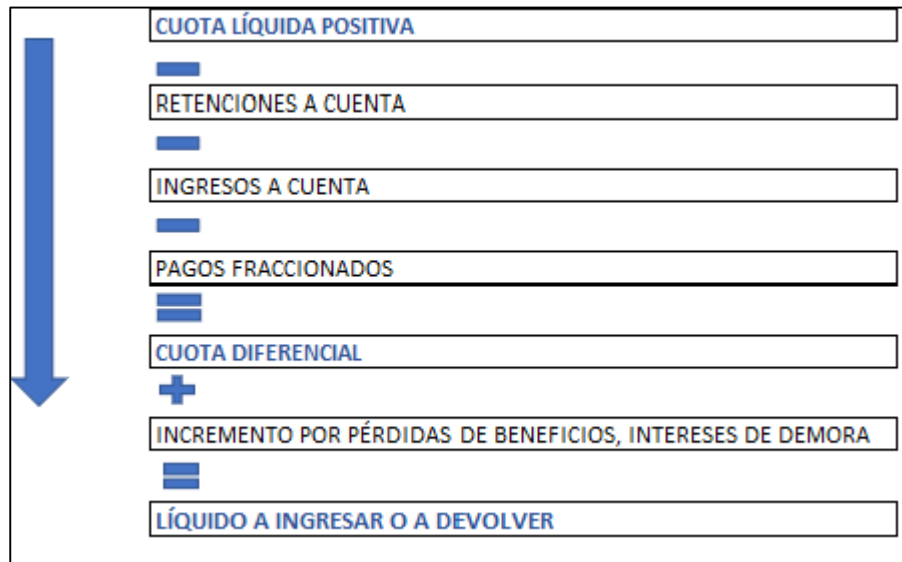 CUOTA LÍQUIDA POSITIVA
RETENCIONES A CUENTA
INGRESOS A CUENTA
PAGOS FRACCIONADOS
CUOTA DIFERENCIAL
INCREMENTO POR PÉRDIDAS DE BENEFICIOS, INTERESES DE DEMORA
LÍQUIDO A INGRESAR O A DEVOLVER